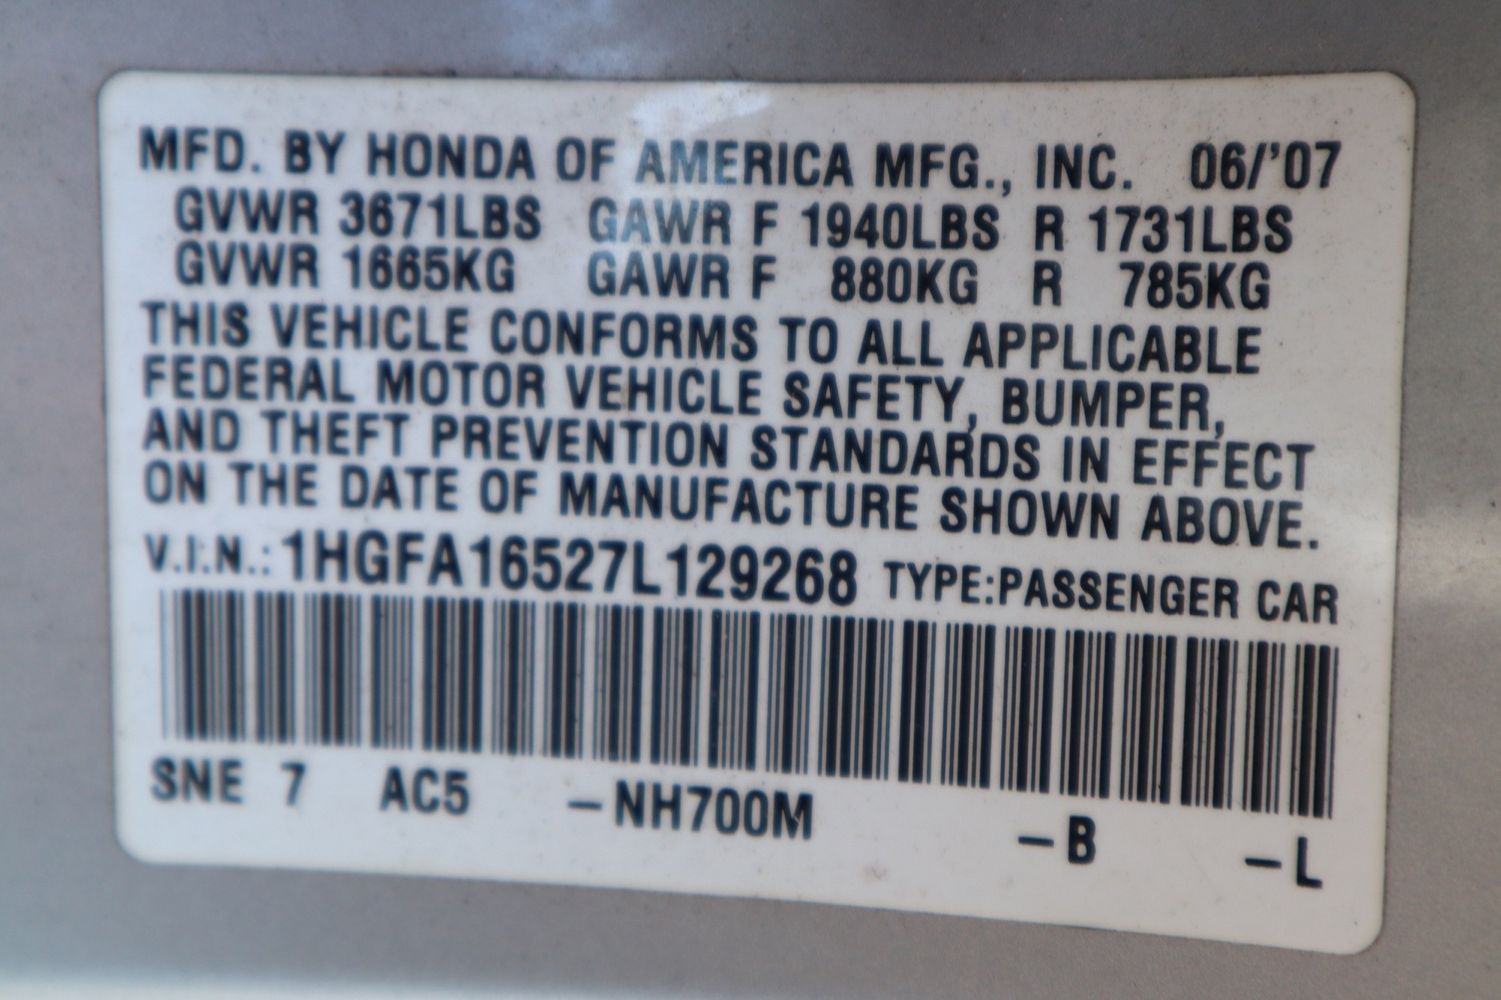 MFD. BY HONDA OF AMERICA MFG., INC. 06/'07
GVWR 3671LBS GAWR F 1940LBS R 1731LBS
GVWR 1665KG GAWR F 880KG R 785KG
THIS VEHICLE CONFORMS TO ALL APPLICABLE
FEDERAL MOTOR VEHICLE SAFETY, BUMPER,
AND THEFT PREVENTION STANDARDS IN EFFECT
ON THE DATE OF MANUFACTURE SHOWN ABOVE.
V.I.N.: 1HGFA16527L129268 TYPE:PASSENGER CAR
SNE 7 AC5 –NH700M –B –L